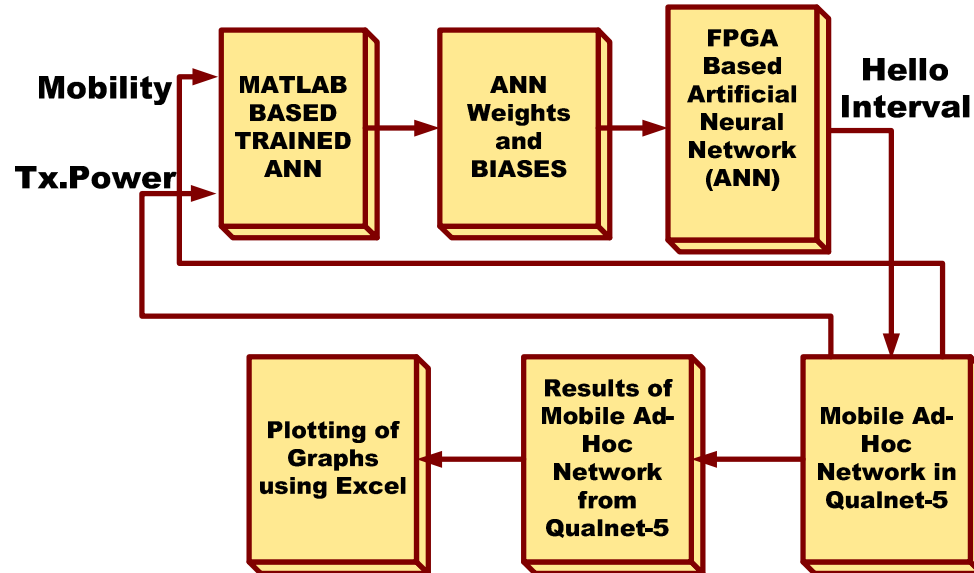 Mobility
Tx.Power
MATLAB
BASED
TRAINED
ANN
ANN
Weights
and
BIASES
FPGA
Based
Artificial
Neural
Network
(ANN)
Hello
Interval
Plotting of
Graphs
using Excel
Results of
Mobile Ad-
Hoc
Network
from
Qualnet-5
Mobile Ad-
Hoc
Network in
Qualnet-5